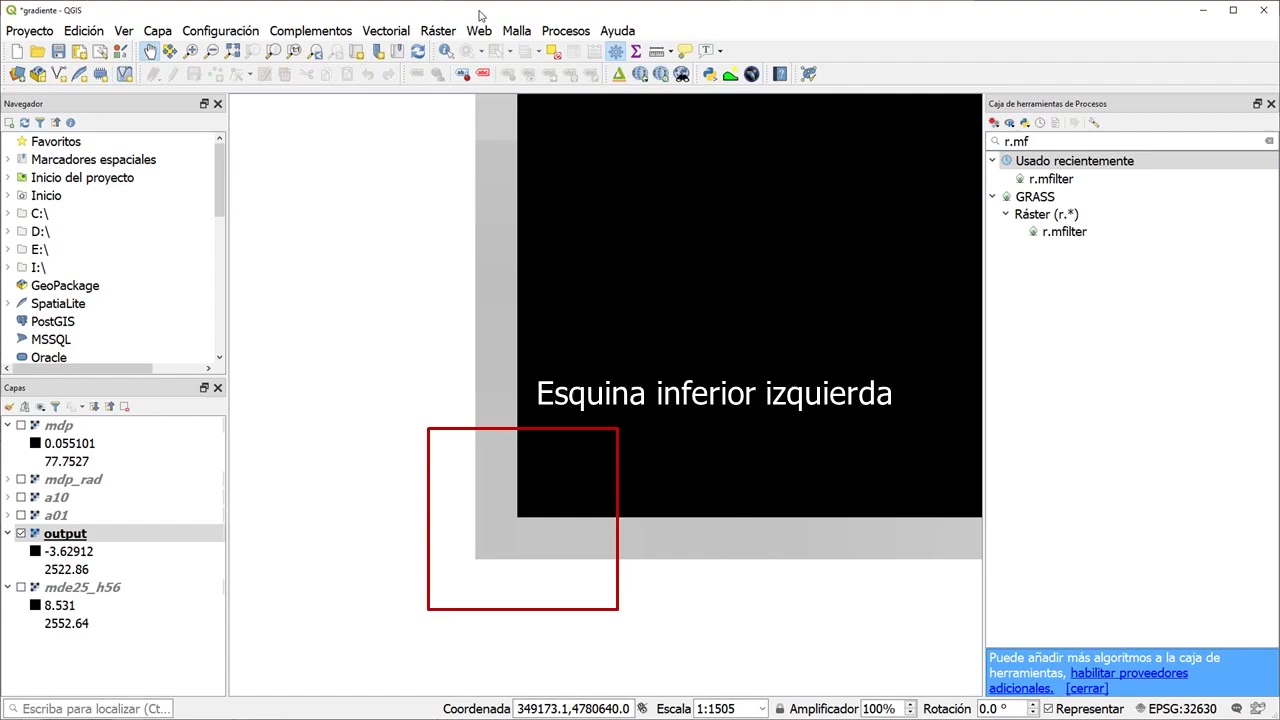 *gradiente - QGIS
Proyecto Edición Ver Capa Configuración Complementos Vectorial Ráster Web Malla Procesos Ayuda
Navegador
Favoritos
Marcadores espaciales
Inicio del proyecto
Inicio
C:\
D:\
E:\
I:\
GeoPackage
SpatiaLite
PostGIS
MSSQL
Oracle
Capas
mdp
0.055101
77.7527
mdp_rad
a10
a01
output
-3.62912
2522.86
mde25_h56
8.531
2552.64
Esquina inferior izquierda
Caja de herramientas de Procesos
r.mf
Usado recientemente
r.mfilter
GRASS
Ráster (r.*)
r.mfilter
Puede añadir más algoritmos a la caja de
herramientas, habilitar proveedores
adicionales. [cerrar]
Escriba para localizar (Ct...
Coordenada 349173.1,4780640.0 Escala 1:1505 Amplificador 100% Rotación 0.0 ° Representar EPSG:32630